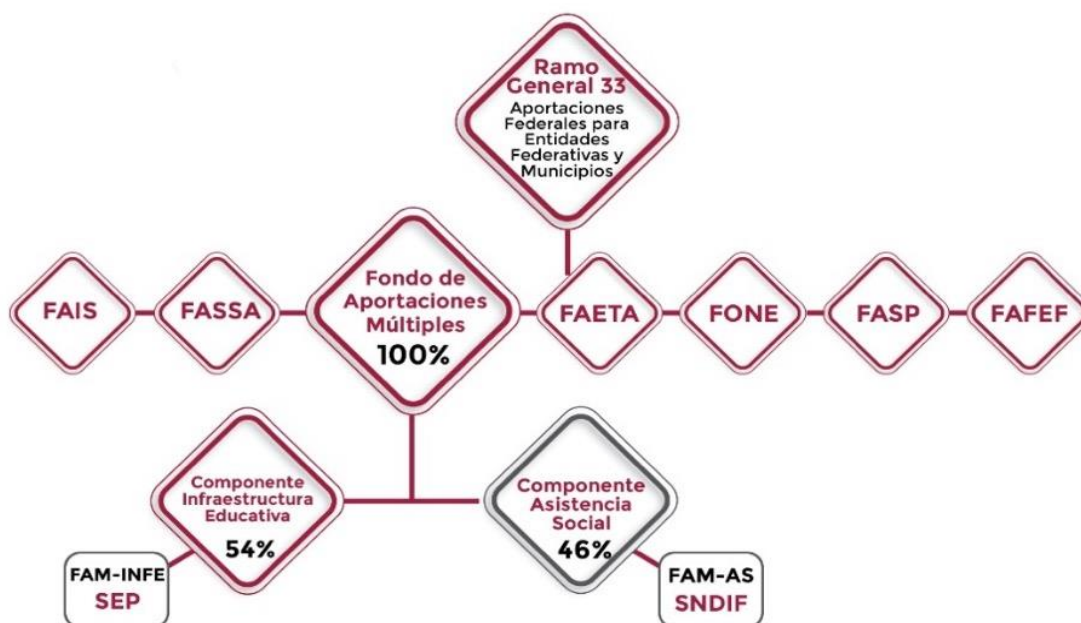 Ramo
General 33
Aportaciones
Federales para
Entidades
Federativas y
Municipios
FAIS
FASSA
Fondo de
Aportaciones
Múltiples
100%
FAETA
FONE
FASP
FAFEF
Componente
Infraestructura
Educativa
54%
Componente
Asistencia
Social
46%
FAM-INFE
SEP
FAM-AS
SNDIF